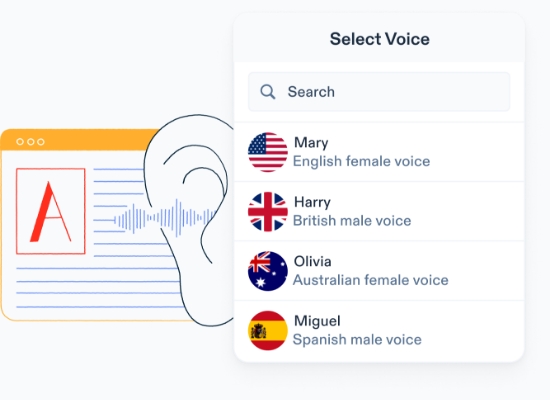 Select Voice
Search
A
Mary
English female voice
Harry
British male voice
Olivia
Australian female voice
Miguel
Spanish male voice